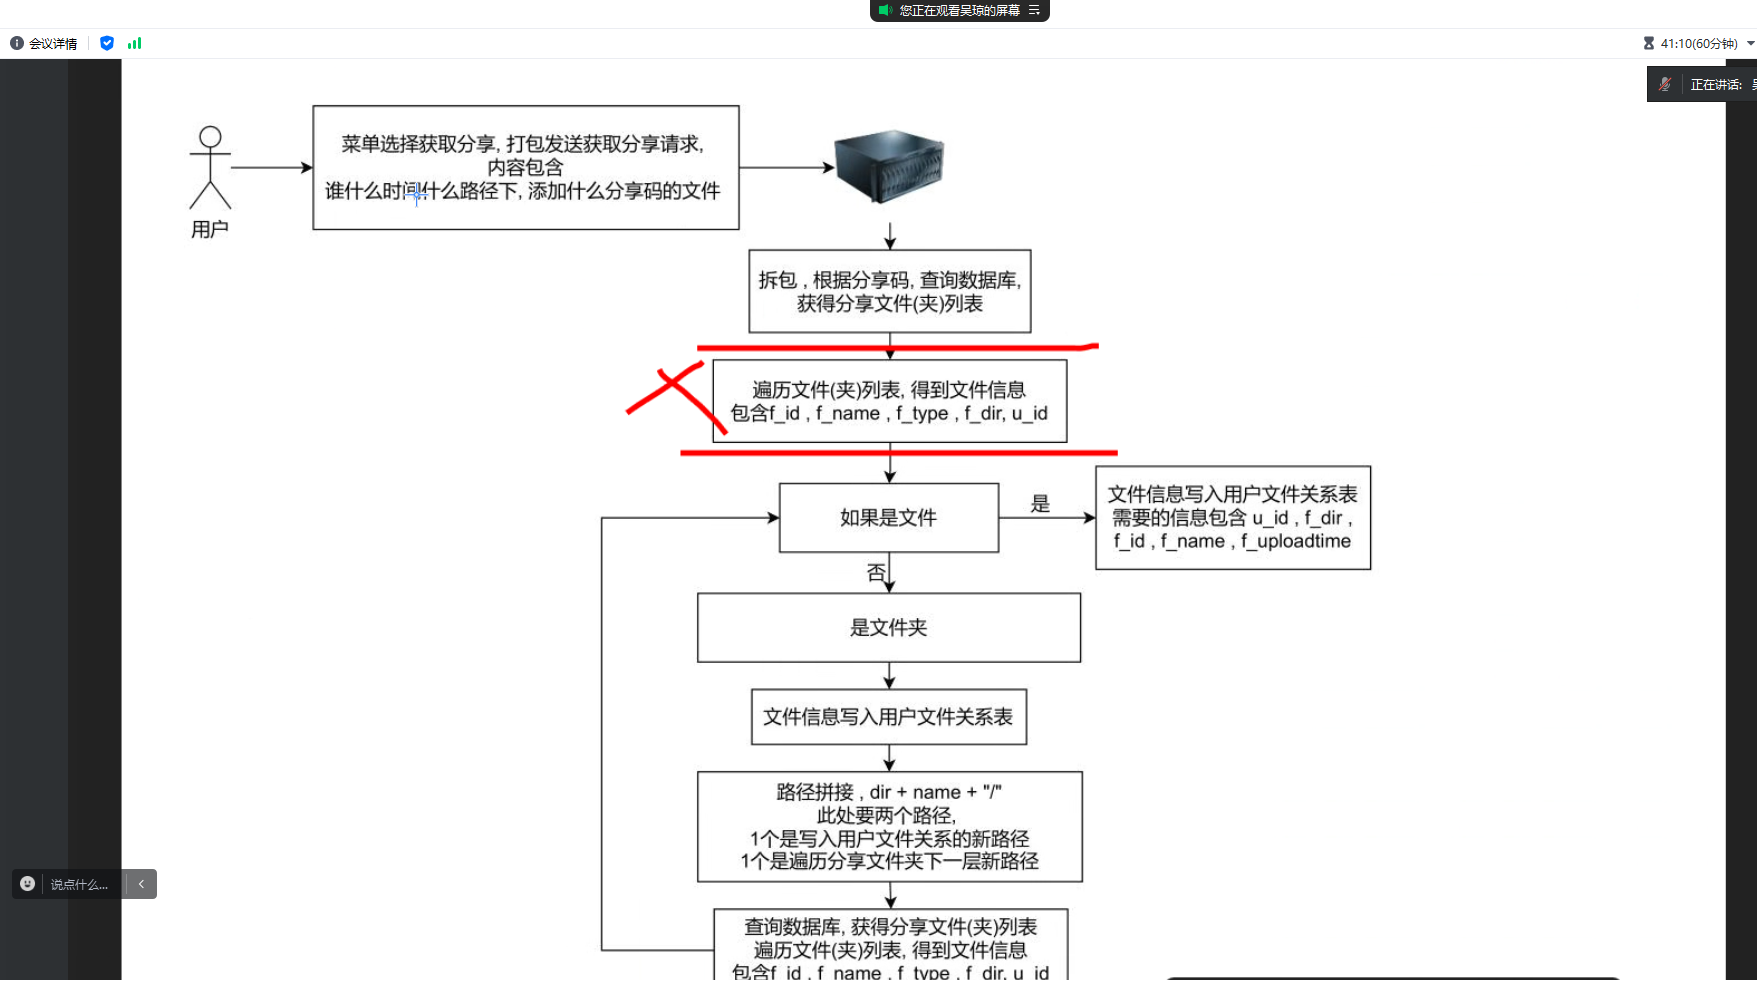 您正在观看吴琼的屏幕
会议详情
41:10(60分钟)
正在讲话:
菜单选择获取分享, 打包发送获取分享请求,
内容包含
谁什么时间什么路径下, 添加什么分享码的文件
用户
拆包 , 根据分享码, 查询数据库,
获得分享文件(夹)列表
遍历文件(夹)列表, 得到文件信息
包含f_id , f_name , f_type , f_dir, u_id
如果是文件
是
文件信息写入用户文件关系表
需要的信息包含 u_id , f_dir ,
f_id , f_name , f_uploadtime
否
是文件夹
文件信息写入用户文件关系表
路径拼接 , dir + name + "/"
此处要两个路径,
1个是写入用户文件关系的新路径
1个是遍历分享文件夹下一层新路径
说点什么...
查询数据库, 获得分享文件(夹)列表
遍历文件(夹)列表, 得到文件信息
包含f_id , f_name , f_type , f_dir, u_id